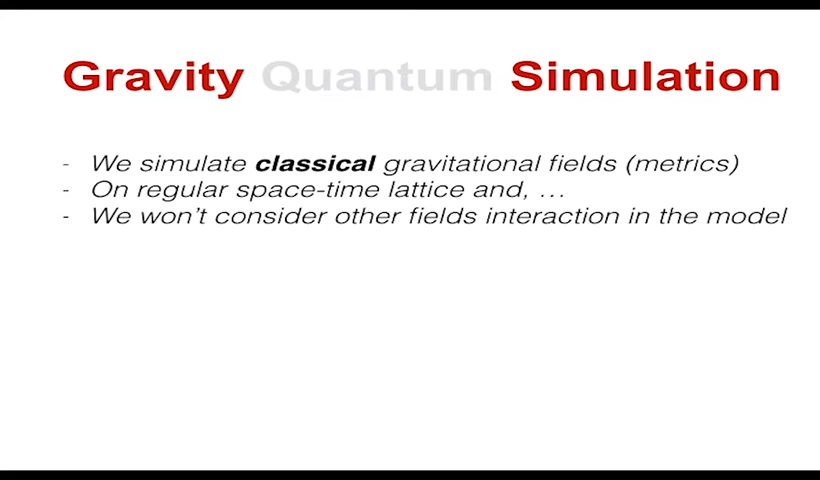 Gravity Quantum Simulation
- We simulate classical gravitational fields (metrics)
- On regular space-time lattice and, …
- We won't consider other fields interaction in the model